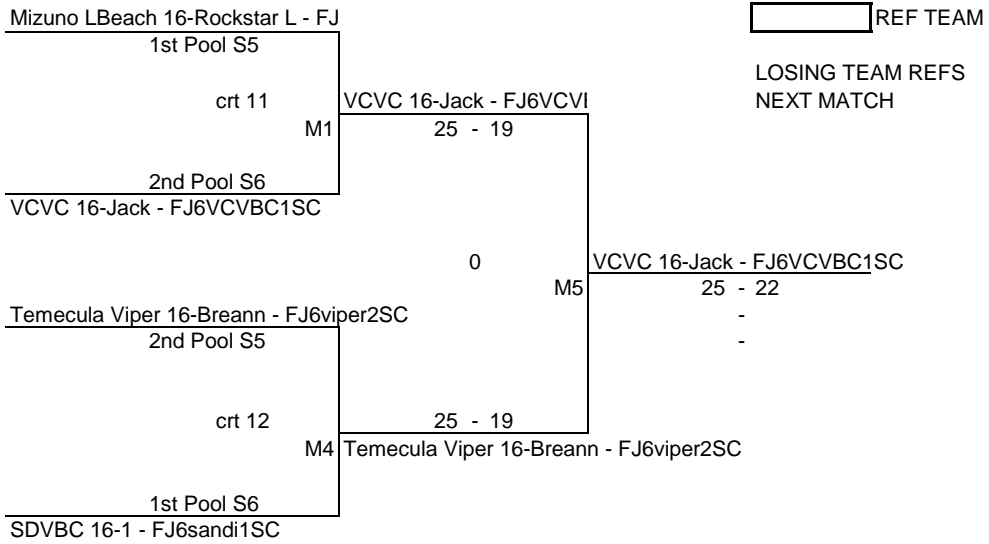 Mizuno LBeach 16-Rockstar L - FJ
REF TEAM
1st Pool S5
LOSING TEAM REFS
crt 11
VCVC 16-Jack - FJ6VCV
NEXT MATCH
M1
25 - 19
2nd Pool S6
VCVC 16-Jack - FJ6VCVBC1SC
0
VCVC 16-Jack - FJ6VCVBC1SC
M5
25 - 22
Temecula Viper 16-Breann - FJ6viper2SC
-
2nd Pool S5
-
crt 12
25 - 19
M4
Temecula Viper 16-Breann - FJ6viper2SC
1st Pool S6
SDVBC 16-1 - FJ6sandi1SC